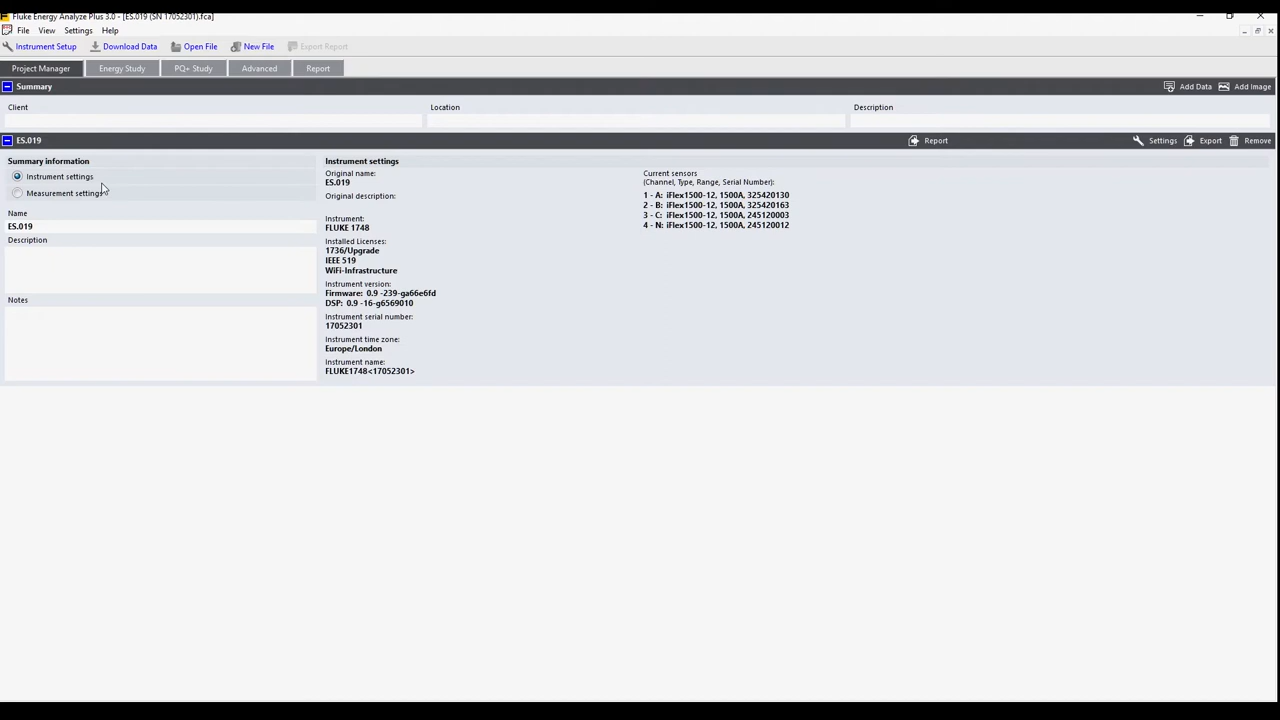 Fluke Energy Analyze Plus 3.0 - [ES.019 (SN 17052301).fca]
File View Settings Help
Instrument Setup Download Data Open File New File Export Report
Project Manager Energy Study PQ+ Study Advanced Report
Summary Add Data Add Image
Client Location Description
ES.019 Report Settings Export Remove
Summary information
Instrument settings
Measurement settings
Name
ES.019
Description
Notes
Instrument settings
Original name:
ES.019
Original description:
Instrument:
FLUKE 1748
Installed Licenses:
1736/Upgrade
IEEE 519
WiFi-Infrastructure
Instrument version:
Firmware: 0.9 -239-ga66e6fd
DSP: 0.9 -16-g6569010
Instrument serial number:
17052301
Instrument time zone:
Europe/London
Instrument name:
FLUKE1748<17052301>
Current sensors
(Channel, Type, Range, Serial Number):
1 - A: iFlex1500-12, 1500A, 325420130
2 - B: iFlex1500-12, 1500A, 325420163
3 - C: iFlex1500-12, 1500A, 245120003
4 - N: iFlex1500-12, 1500A, 245120012